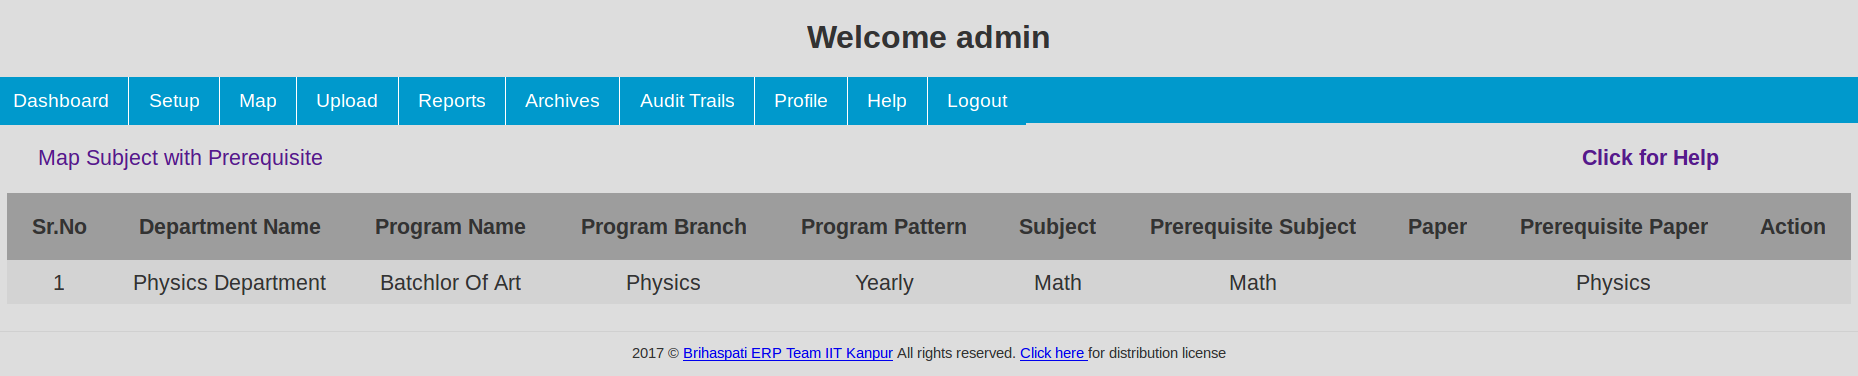 Welcome admin
Dashboard Setup Map Upload Reports Archives Audit Trails Profile Help Logout
Map Subject with Prerequisite Click for Help
Sr.No Department Name Program Name Program Branch Program Pattern Subject Prerequisite Subject Paper Prerequisite Paper Action
1 Physics Department Batchlor Of Art Physics Yearly Math Math Physics
2017 © Brihaspati ERP Team IIT Kanpur All rights reserved. Click here for distribution license